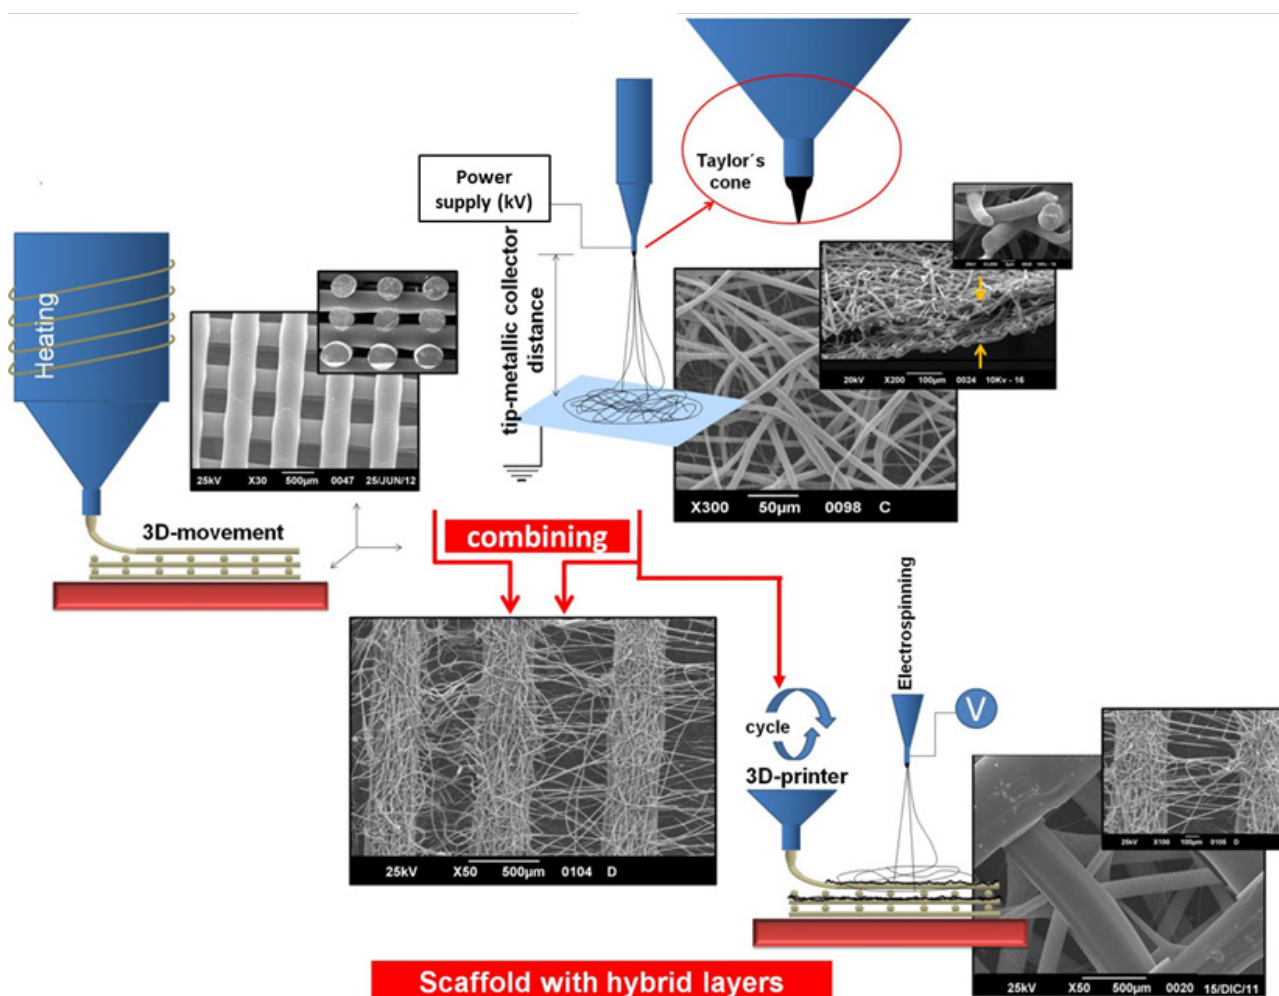 Power
supply (kV)
Taylor´s
cone
tip-metallic collector
distance
Heating
25kV X30 500µm 0047 25/JUN/12
20kV X200 100µm 0024 10Kv - 16
X300 50µm 0098 C
3D-movement
combining
Electrospinning
V
cycle
3D-printer
25kV X50 500µm 0104 D
25kV X100 100µm 0105 D
25kV X50 500µm 0020 15/DIC/11
Scaffold with hybrid layers